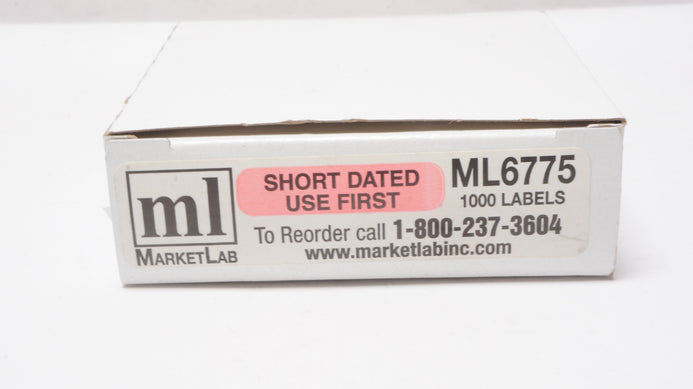 ml
MARKETLAB
SHORT DATED
USE FIRST
ML6775
1000 LABELS
To Reorder call 1-800-237-3604
www.marketlabinc.com